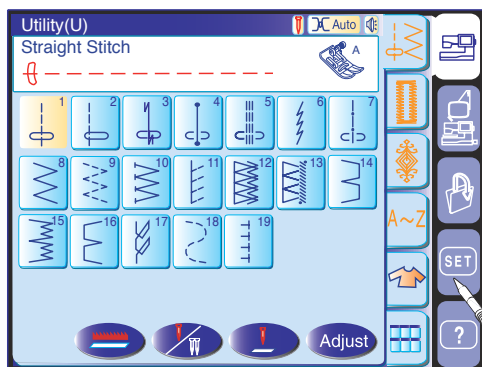 Utility(U)
Auto
Straight Stitch
A
1 2 3 4 5 6 7
8 9 10 11 12 13 14
15 16 17 18 19
A~Z
SET
?
Adjust